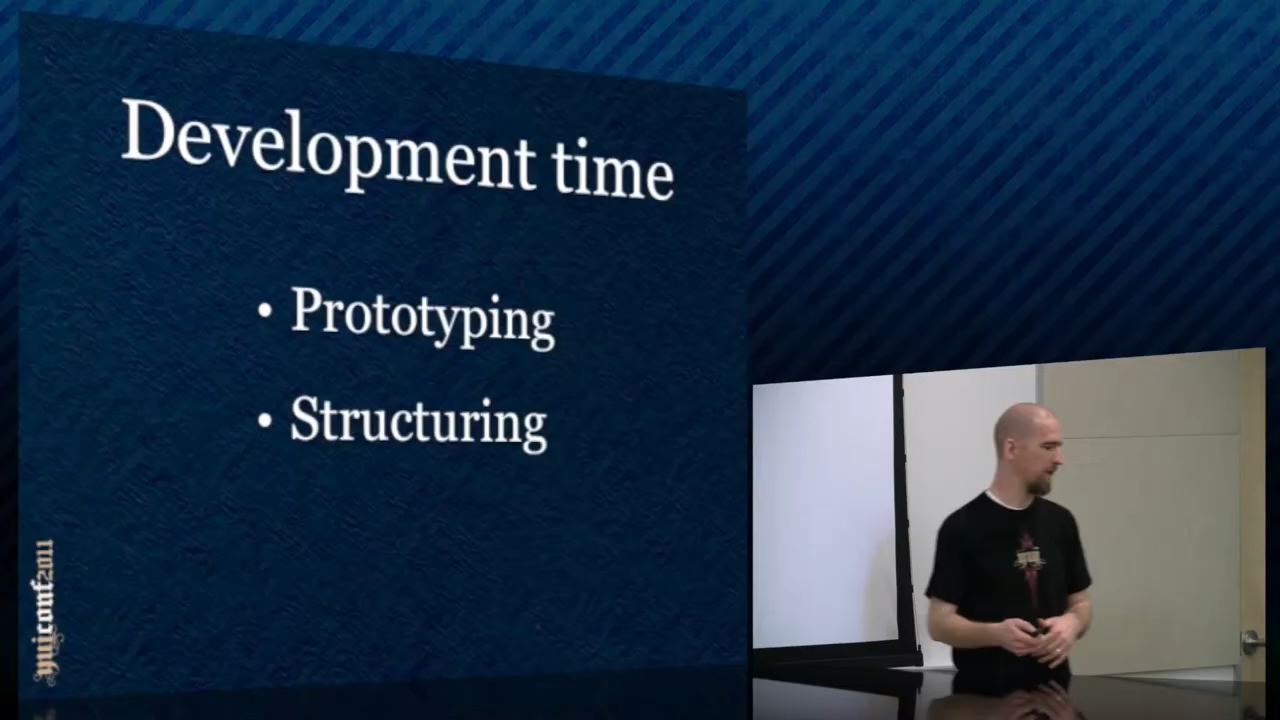 Development time
• Prototyping
• Structuring
yuiconf2011